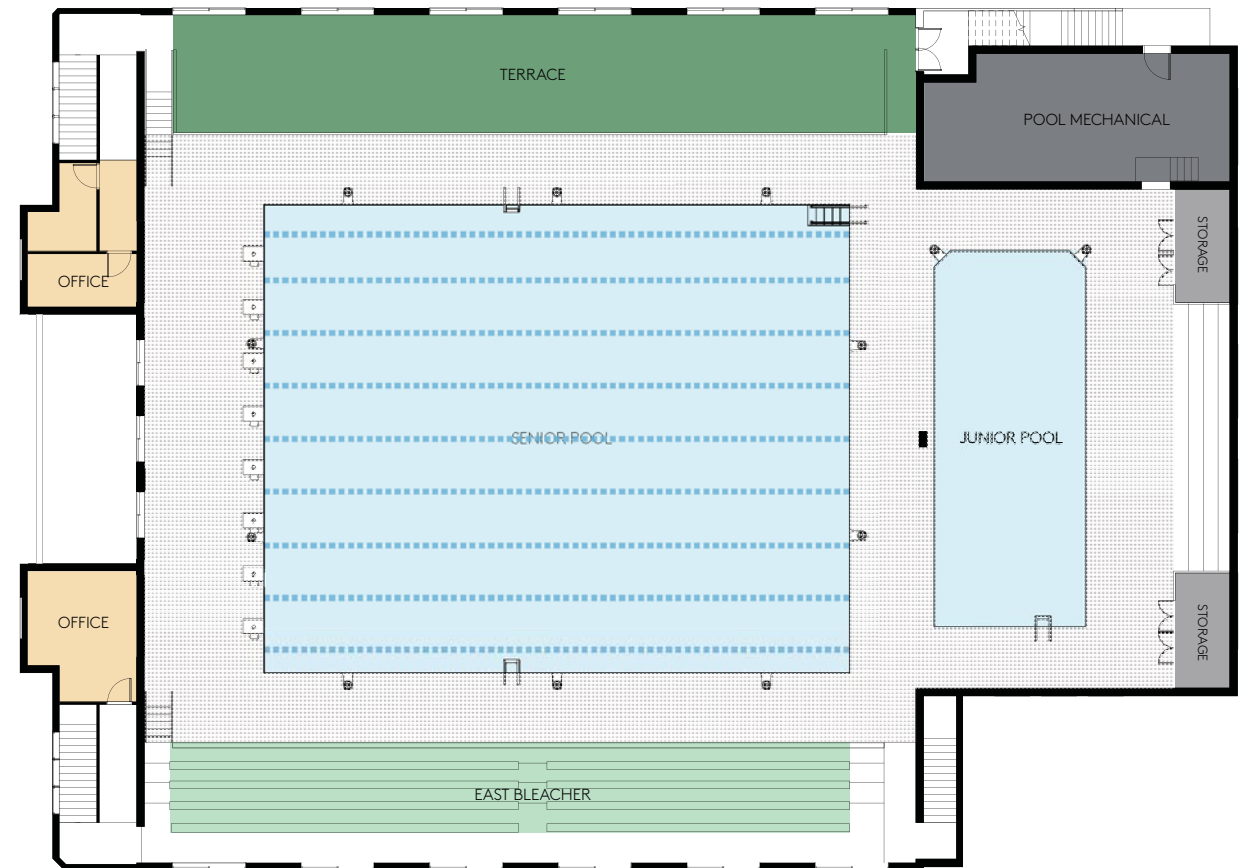 TERRACE
POOL MECHANICAL
STORAGE
OFFICE
SENIOR POOL
JUNIOR POOL
OFFICE
STORAGE
EAST BLEACHER